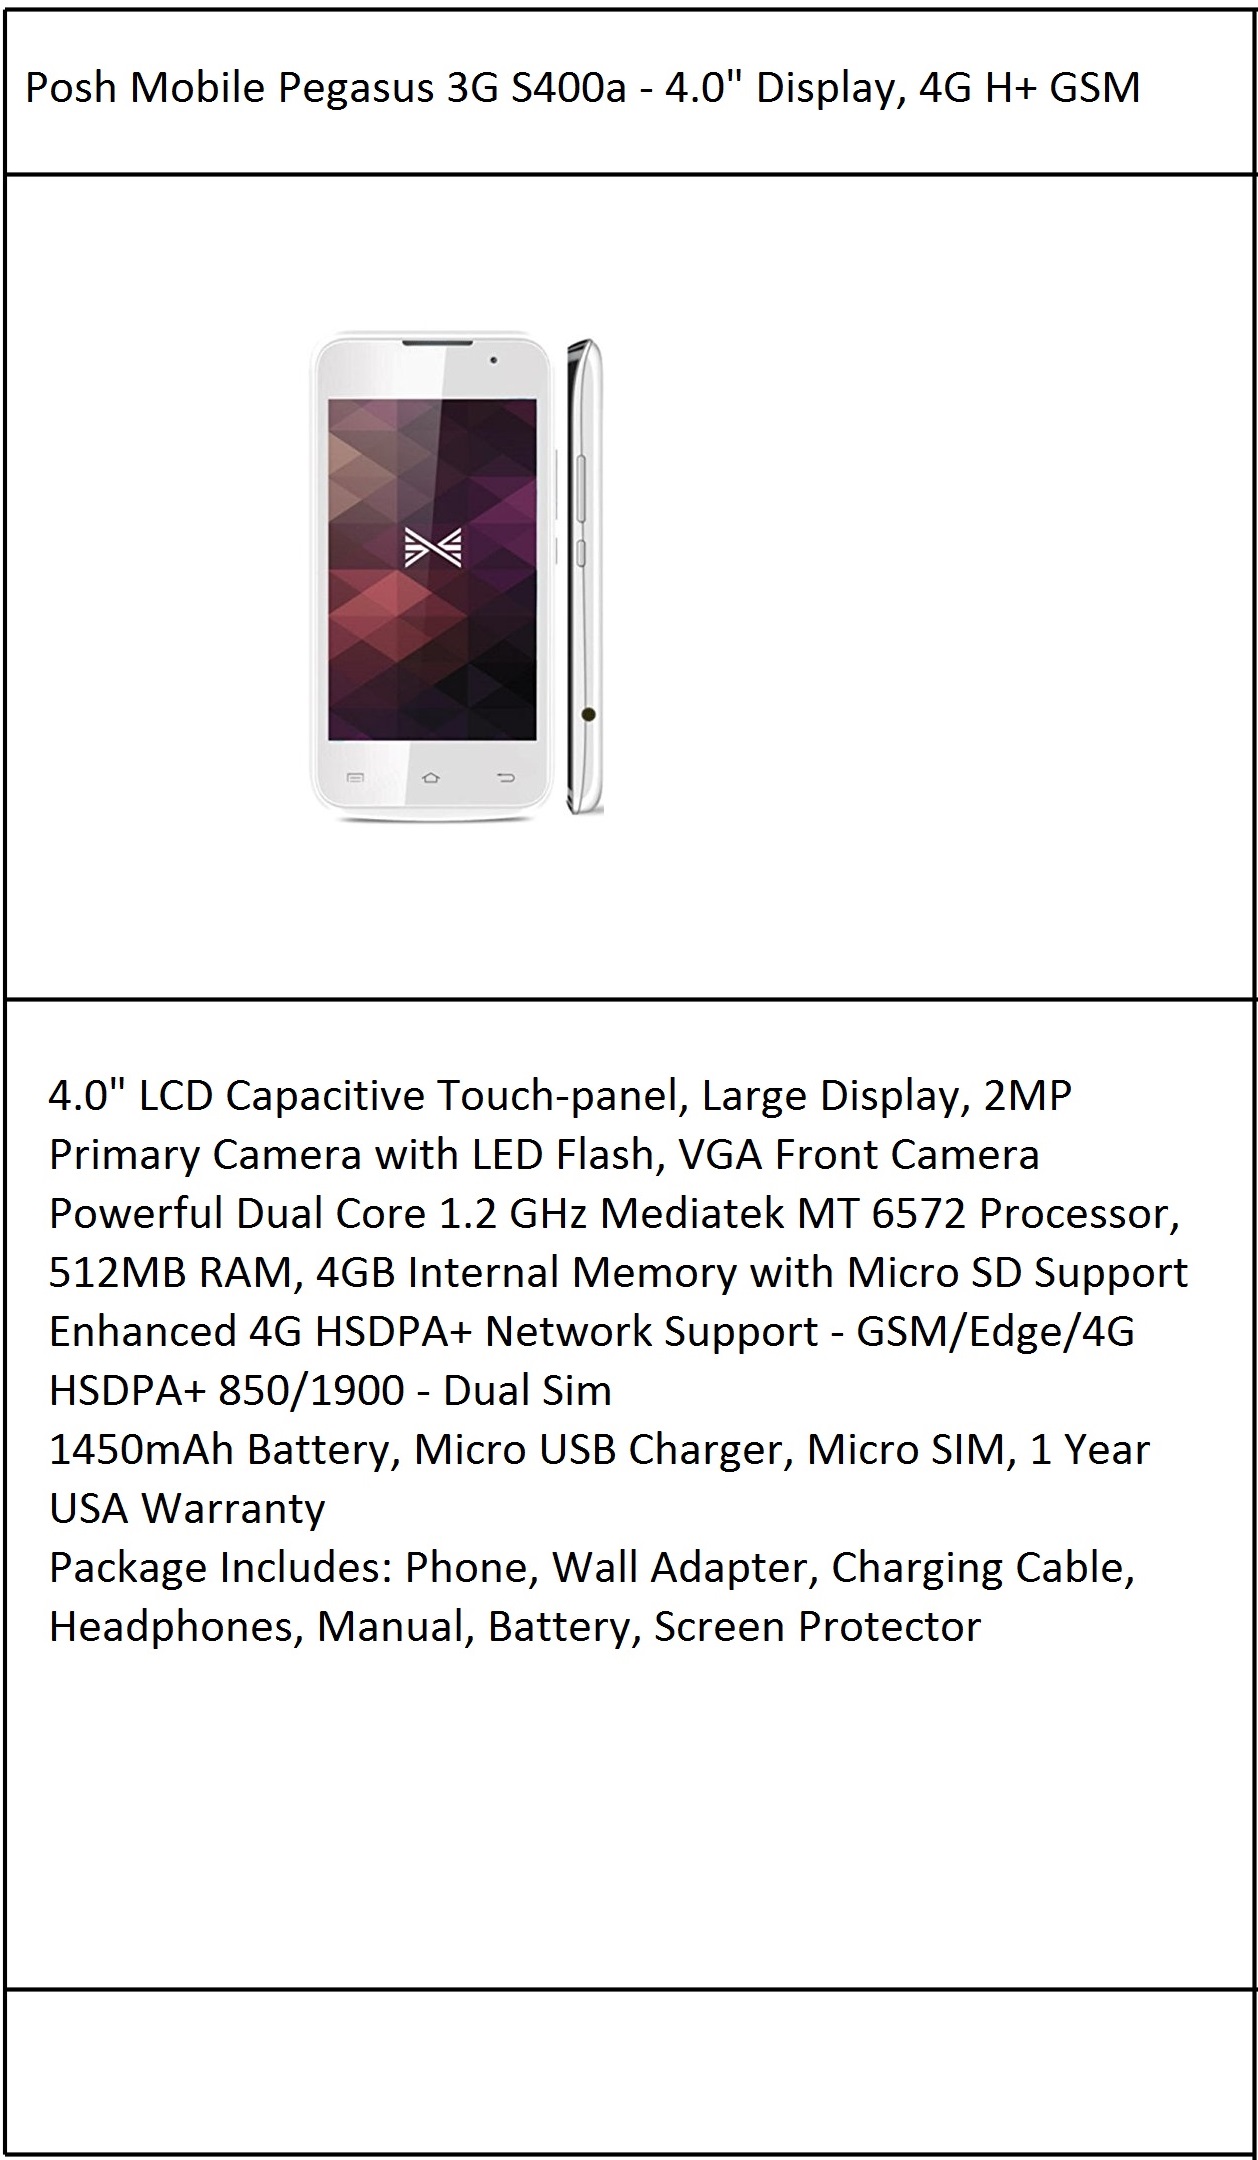 Posh Mobile Pegasus 3G S400a - 4.0" Display, 4G H+ GSM
4.0" LCD Capacitive Touch-panel, Large Display, 2MP
Primary Camera with LED Flash, VGA Front Camera
Powerful Dual Core 1.2 GHz Mediatek MT 6572 Processor,
512MB RAM, 4GB Internal Memory with Micro SD Support
Enhanced 4G HSDPA+ Network Support - GSM/Edge/4G
HSDPA+ 850/1900 - Dual Sim
1450mAh Battery, Micro USB Charger, Micro SIM, 1 Year
USA Warranty
Package Includes: Phone, Wall Adapter, Charging Cable,
Headphones, Manual, Battery, Screen Protector